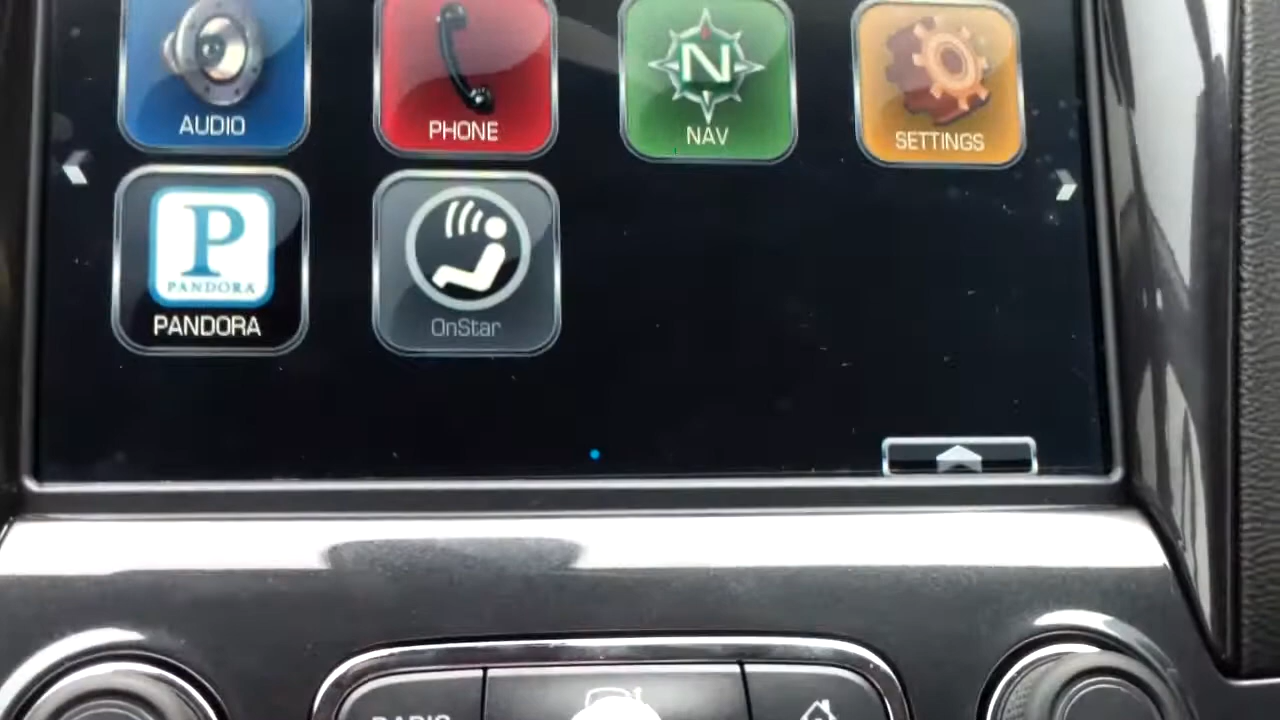 AUDIO
PHONE
N
NAV
SETTINGS
P
PANDORA
PANDORA
OnStar
RADIO